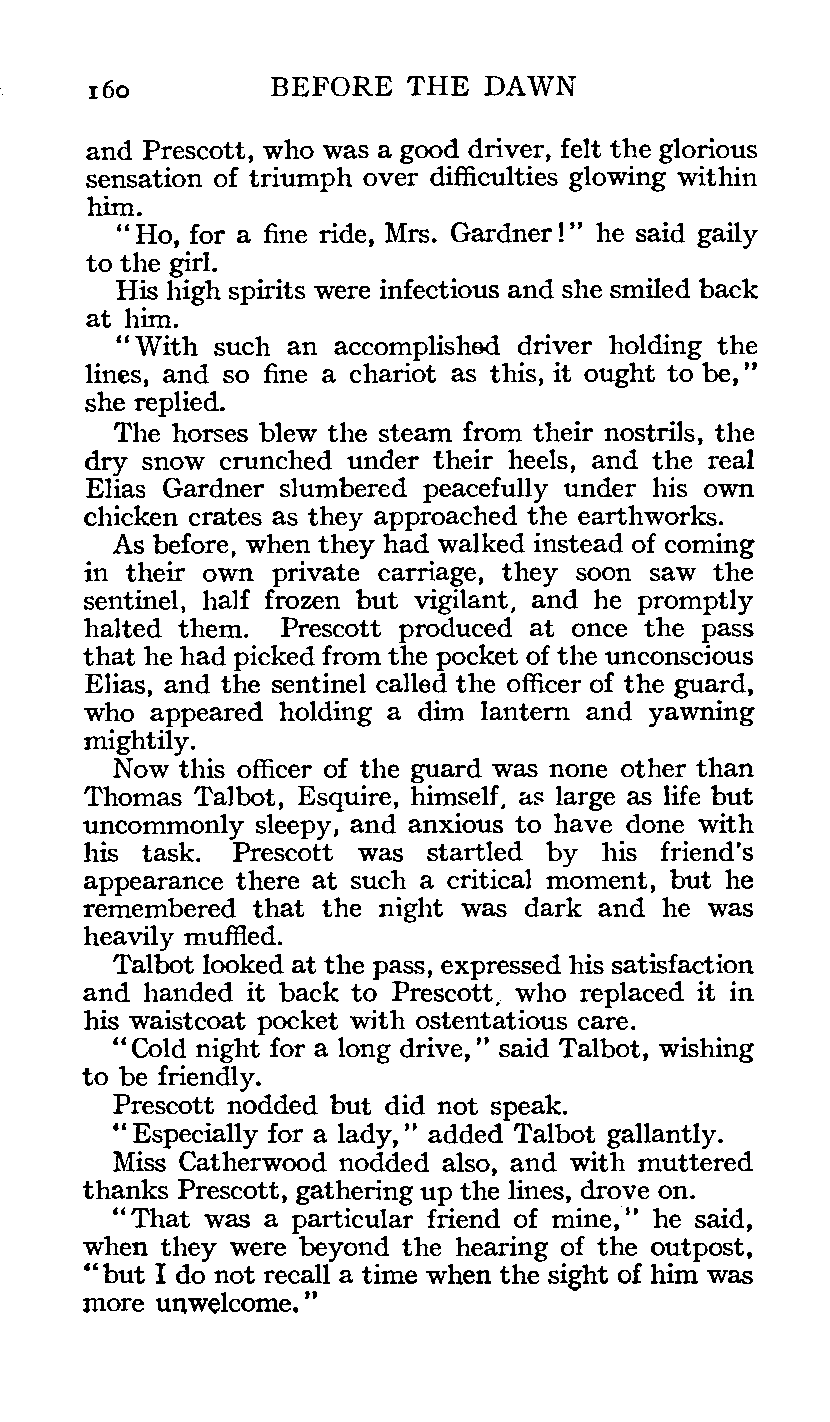 160 BEFORE THE DAWN
and Prescott, who was a good driver, felt the glorious
sensation of triumph over difficulties glowing within
him.
"Ho, for a fine ride, Mrs. Gardner!" he said gaily
to the girl.
His high spirits were infectious and she smiled back
at him.
"With such an accomplished driver holding the
lines, and so fine a chariot as this, it ought to be,"
she replied.
The horses blew the steam from their nostrils, the
dry snow crunched under their heels, and the real
Elias Gardner slumbered peacefully under his own
chicken crates as they approached the earthworks.
As before, when they had walked instead of coming
in their own private carriage, they soon saw the
sentinel, half frozen but vigilant, and he promptly
halted them. Prescott produced at once the pass
that he had picked from the pocket of the unconscious
Elias, and the sentinel called the officer of the guard,
who appeared holding a dim lantern and yawning
mightily.
Now this officer of the guard was none other than
Thomas Talbot, Esquire, himself, as large as life but
uncommonly sleepy, and anxious to have done with
his task. Prescott was startled by his friend's
appearance there at such a critical moment, but he
remembered that the night was dark and he was
heavily muffled.
Talbot looked at the pass, expressed his satisfaction
and handed it back to Prescott, who replaced it in
his waistcoat pocket with ostentatious care.
"Cold night for a long drive," said Talbot, wishing
to be friendly.
Prescott nodded but did not speak.
"Especially for a lady," added Talbot gallantly.
Miss Catherwood nodded also, and with muttered
thanks Prescott, gathering up the lines, drove on.
"That was a particular friend of mine," he said,
when they were beyond the hearing of the outpost,
"but I do not recall a time when the sight of him was
more unwelcome."